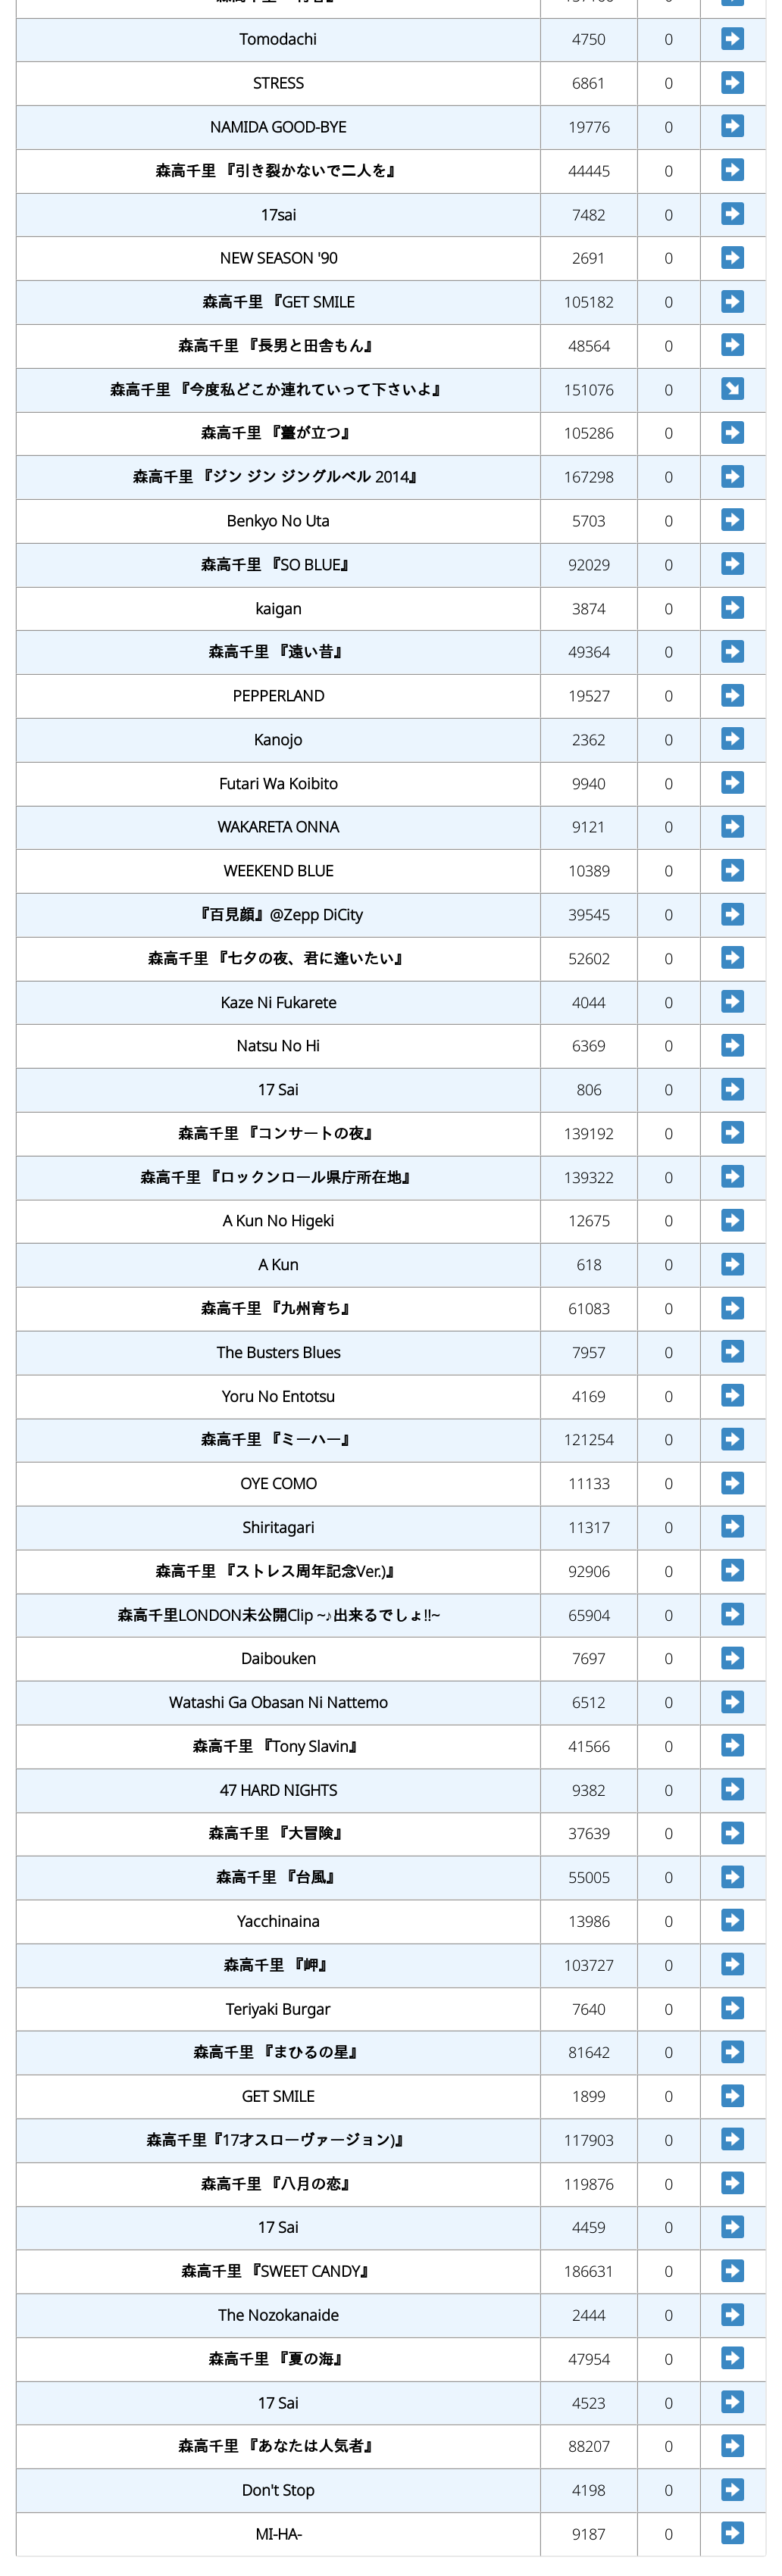 Tomodachi 4750 0
STRESS 6861 0
NAMIDA GOOD-BYE 19776 0
森高千里 『引き裂かないで二人を』 44445 0
17sai 7482 0
NEW SEASON '90 2691 0
森高千里 『GET SMILE 105182 0
森高千里 『長男と田舎もん』 48564 0
森高千里 『今度私どこか連れていって下さいよ』 151076 0
森高千里 『薹が立つ』 105286 0
森高千里 『ジン ジン ジングルベル 2014』 167298 0
Benkyo No Uta 5703 0
森高千里 『SO BLUE』 92029 0
kaigan 3874 0
森高千里 『遠い昔』 49364 0
PEPPERLAND 19527 0
Kanojo 2362 0
Futari Wa Koibito 9940 0
WAKARETA ONNA 9121 0
WEEKEND BLUE 10389 0
『百見顔』@Zepp DiCity 39545 0
森高千里 『七夕の夜、君に逢いたい』 52602 0
Kaze Ni Fukarete 4044 0
Natsu No Hi 6369 0
17 Sai 806 0
森高千里 『コンサートの夜』 139192 0
森高千里 『ロックンロール県庁所在地』 139322 0
A Kun No Higeki 12675 0
A Kun 618 0
森高千里 『九州育ち』 61083 0
The Busters Blues 7957 0
Yoru No Entotsu 4169 0
森高千里 『ミーハー』 121254 0
OYE COMO 11133 0
Shiritagari 11317 0
森高千里 『ストレス周年記念Ver.)』 92906 0
森高千里LONDON未公開Clip ~♪出来るでしょ!!~ 65904 0
Daibouken 7697 0
Watashi Ga Obasan Ni Nattemo 6512 0
森高千里 『Tony Slavin』 41566 0
47 HARD NIGHTS 9382 0
森高千里 『大冒険』 37639 0
森高千里 『台風』 55005 0
Yacchinaina 13986 0
森高千里 『岬』 103727 0
Teriyaki Burgar 7640 0
森高千里 『まひるの星』 81642 0
GET SMILE 1899 0
森高千里『17才スローヴァージョン)』 117903 0
森高千里 『八月の恋』 119876 0
17 Sai 4459 0
森高千里 『SWEET CANDY』 186631 0
The Nozokanaide 2444 0
森高千里 『夏の海』 47954 0
17 Sai 4523 0
森高千里 『あなたは人気者』 88207 0
Don't Stop 4198 0
MI-HA- 9187 0